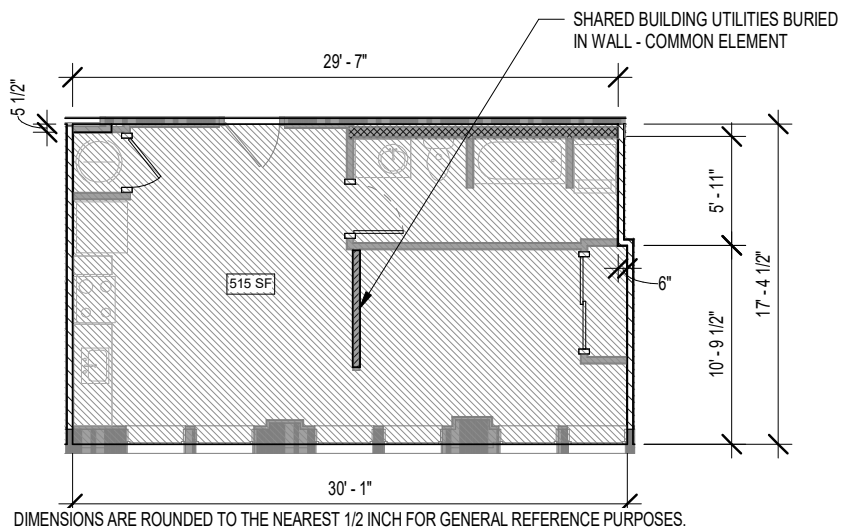 SHARED BUILDING UTILITIES BURIED
IN WALL - COMMON ELEMENT
29' - 7"
5 1/2"
5' - 11"
515 SF
6"
17' - 4 1/2"
10' - 9 1/2"
30' - 1"
DIMENSIONS ARE ROUNDED TO THE NEAREST 1/2 INCH FOR GENERAL REFERENCE PURPOSES.